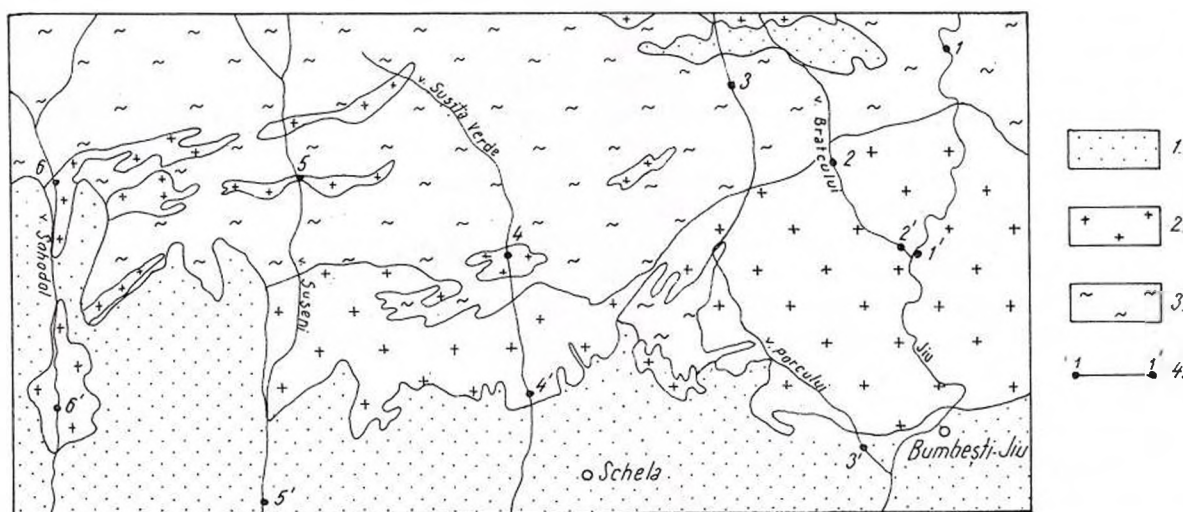 1
3
v. Susita Verde
v. Bratcului
2
1.
6
5
v. Sohodol
4
2'
1'
2.
v. Suseni
3.
v. Porcului
Jiu
4'
6'
1 1' 4.
Bumbești-Jiu
3'
Schela
5'